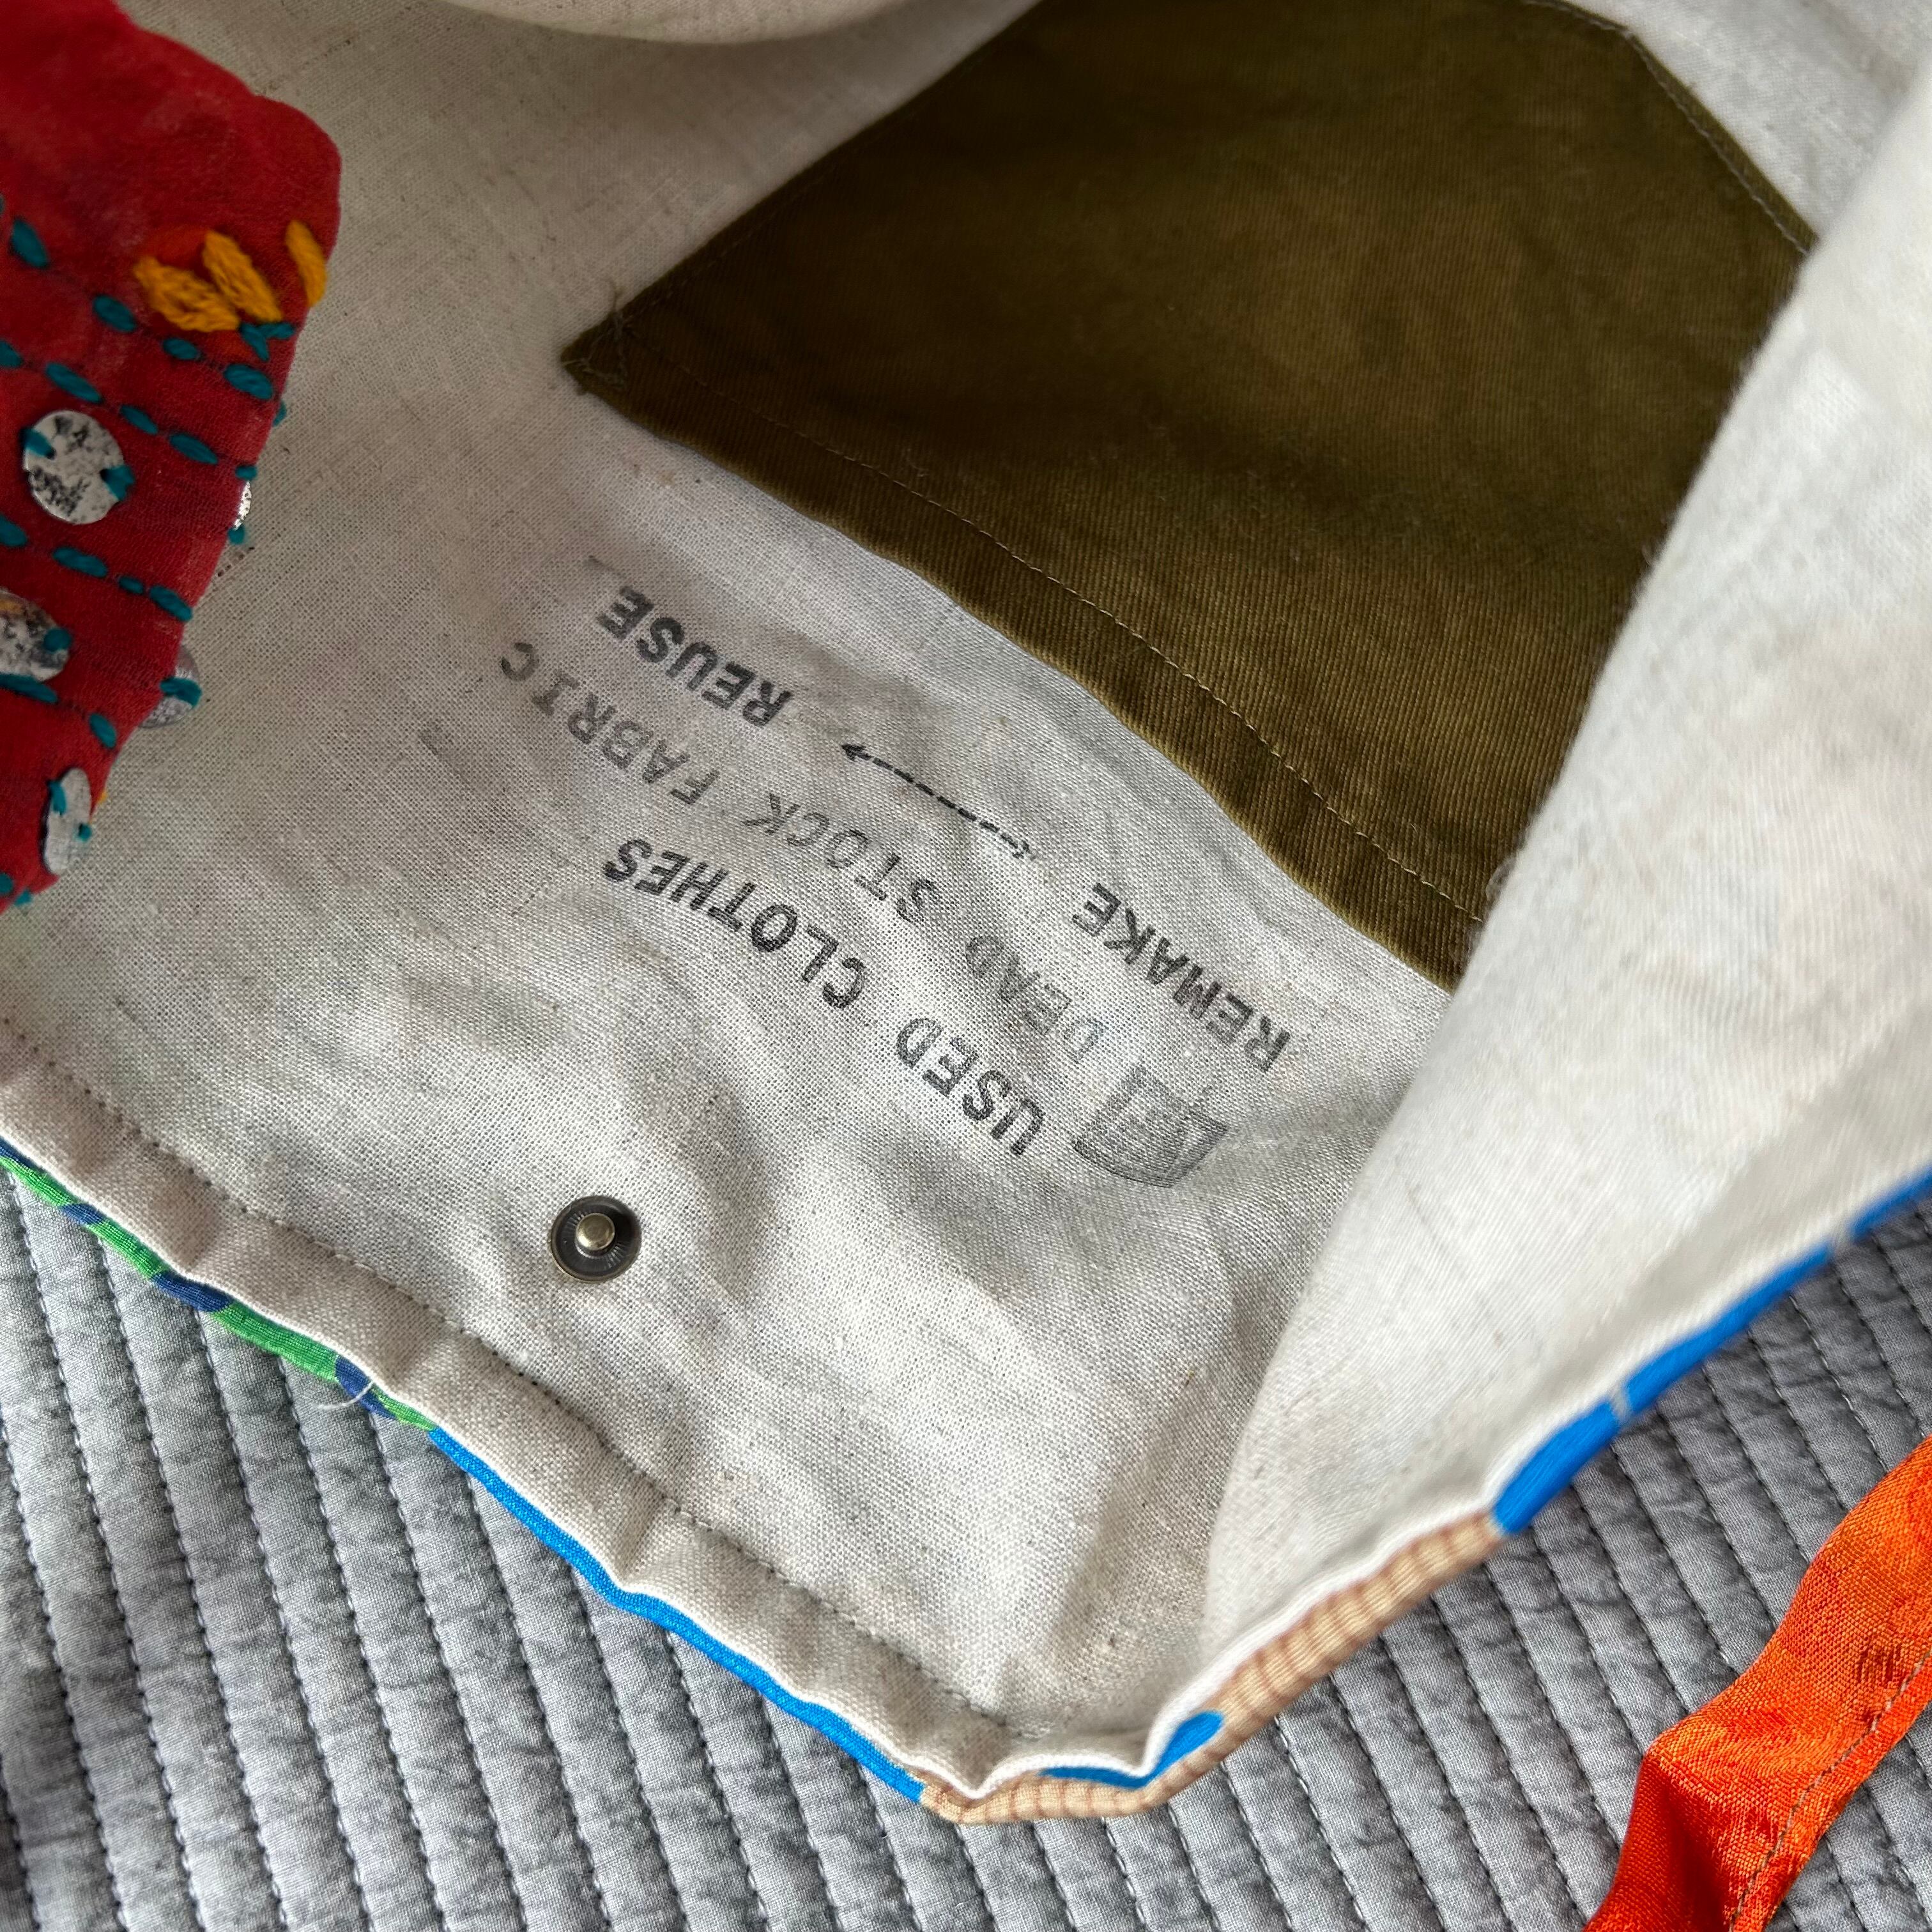 USED CLOTHES
DEAD STOCK FABRIC
REMAKE <----> REUSE